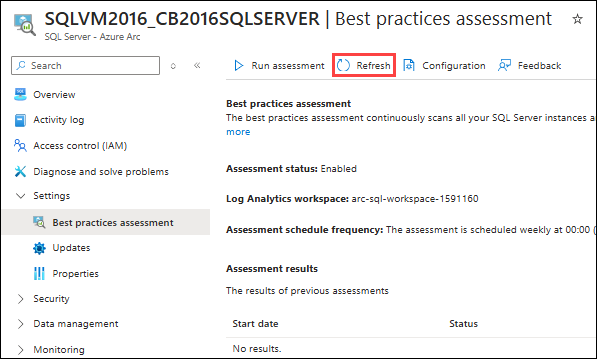 SQLVM2016_CB2016SQLSERVER | Best practices assessment
SQL Server - Azure Arc
Search
Run assessment
Refresh
Configuration
Feedback
Overview
Activity log
Access control (IAM)
Diagnose and solve problems
Settings
Best practices assessment
Updates
Properties
Security
Data management
Monitoring
Best practices assessment
The best practices assessment continuously scans all your SQL Server instances a
more
Assessment status: Enabled
Log Analytics workspace: arc-sql-workspace-1591160
Assessment schedule frequency: The assessment is scheduled weekly at 00:00 (
Assessment results
The results of previous assessments
Start date Status
No results.